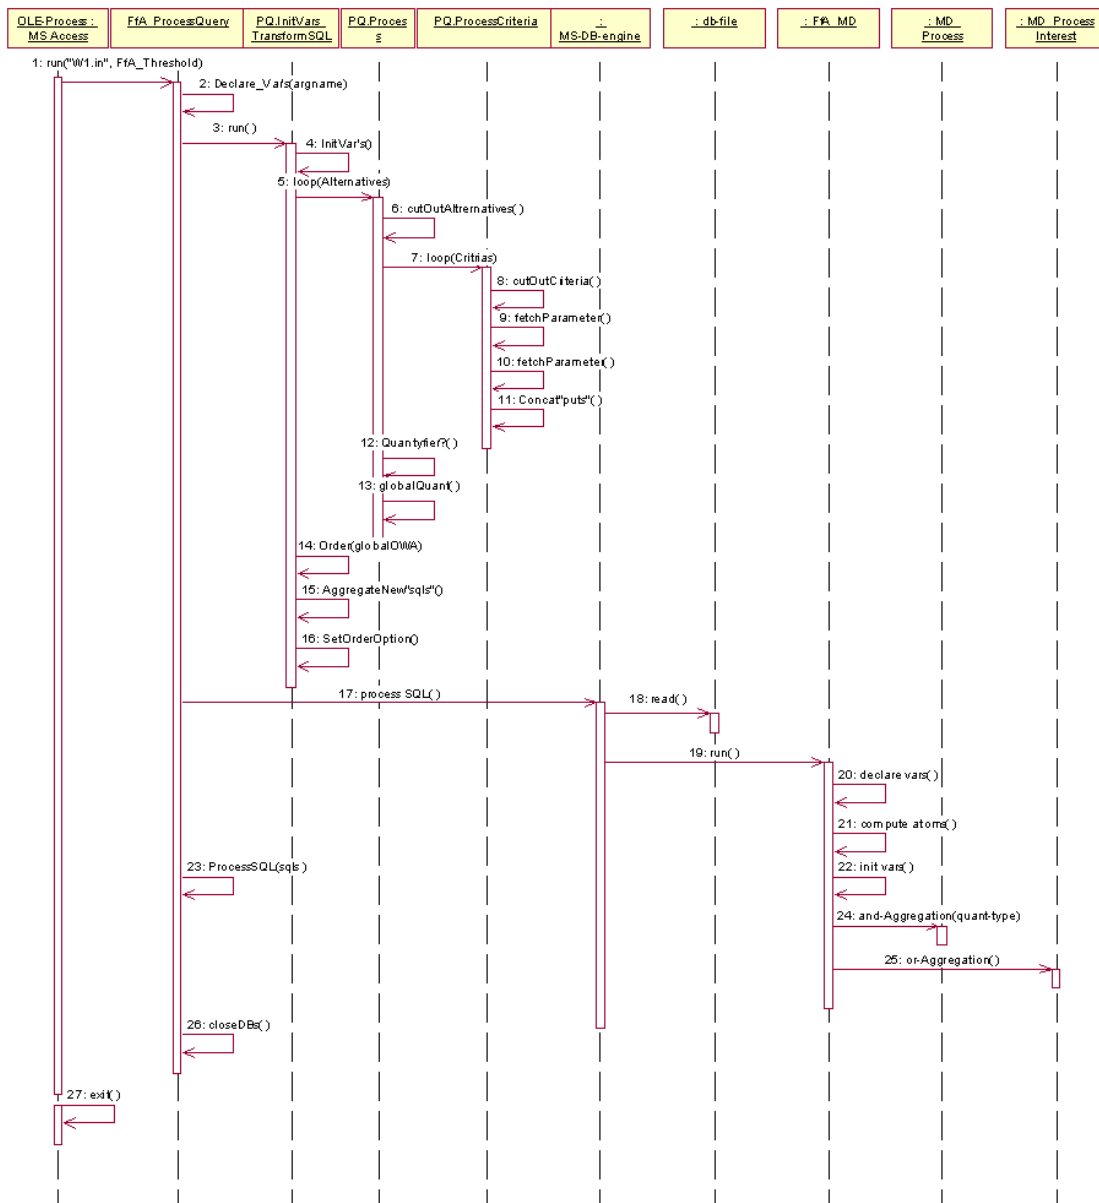 OLE-Process :
MS Access
FfA_ProcessQuery
PQ.InitVars
TransformSQL
PQ.Proces
s
PQ.ProcessCriteria
:
MS-DB-engine
: db-file
: FfA_MD
: MD_
Process
: MD_Process
Interest
1: run("W1.in", FfA_Threshold)
2: Declare_Vars(argname)
3: run( )
4: InitVar's()
5: loop(Alternatives)
6: cutOutAltrernatives( )
7: loop(Critrias)
8: cutOutCriteria( )
9: fetchParameter( )
10: fetchParameter( )
11: Concat"puts"( )
12: Quantyfier?( )
13: globalQuant( )
14: Order(globalOWA)
15: AggregateNew"sqls"()
16: SetOrderOption()
17: process SQL( )
18: read( )
19: run( )
20: declare vars( )
21: compute atoms( )
22: init vars( )
23: ProcessSQL(sqls )
24: and-Aggregation(quant-type)
25: or-Aggregation( )
26: closeDBs( )
27: exit( )